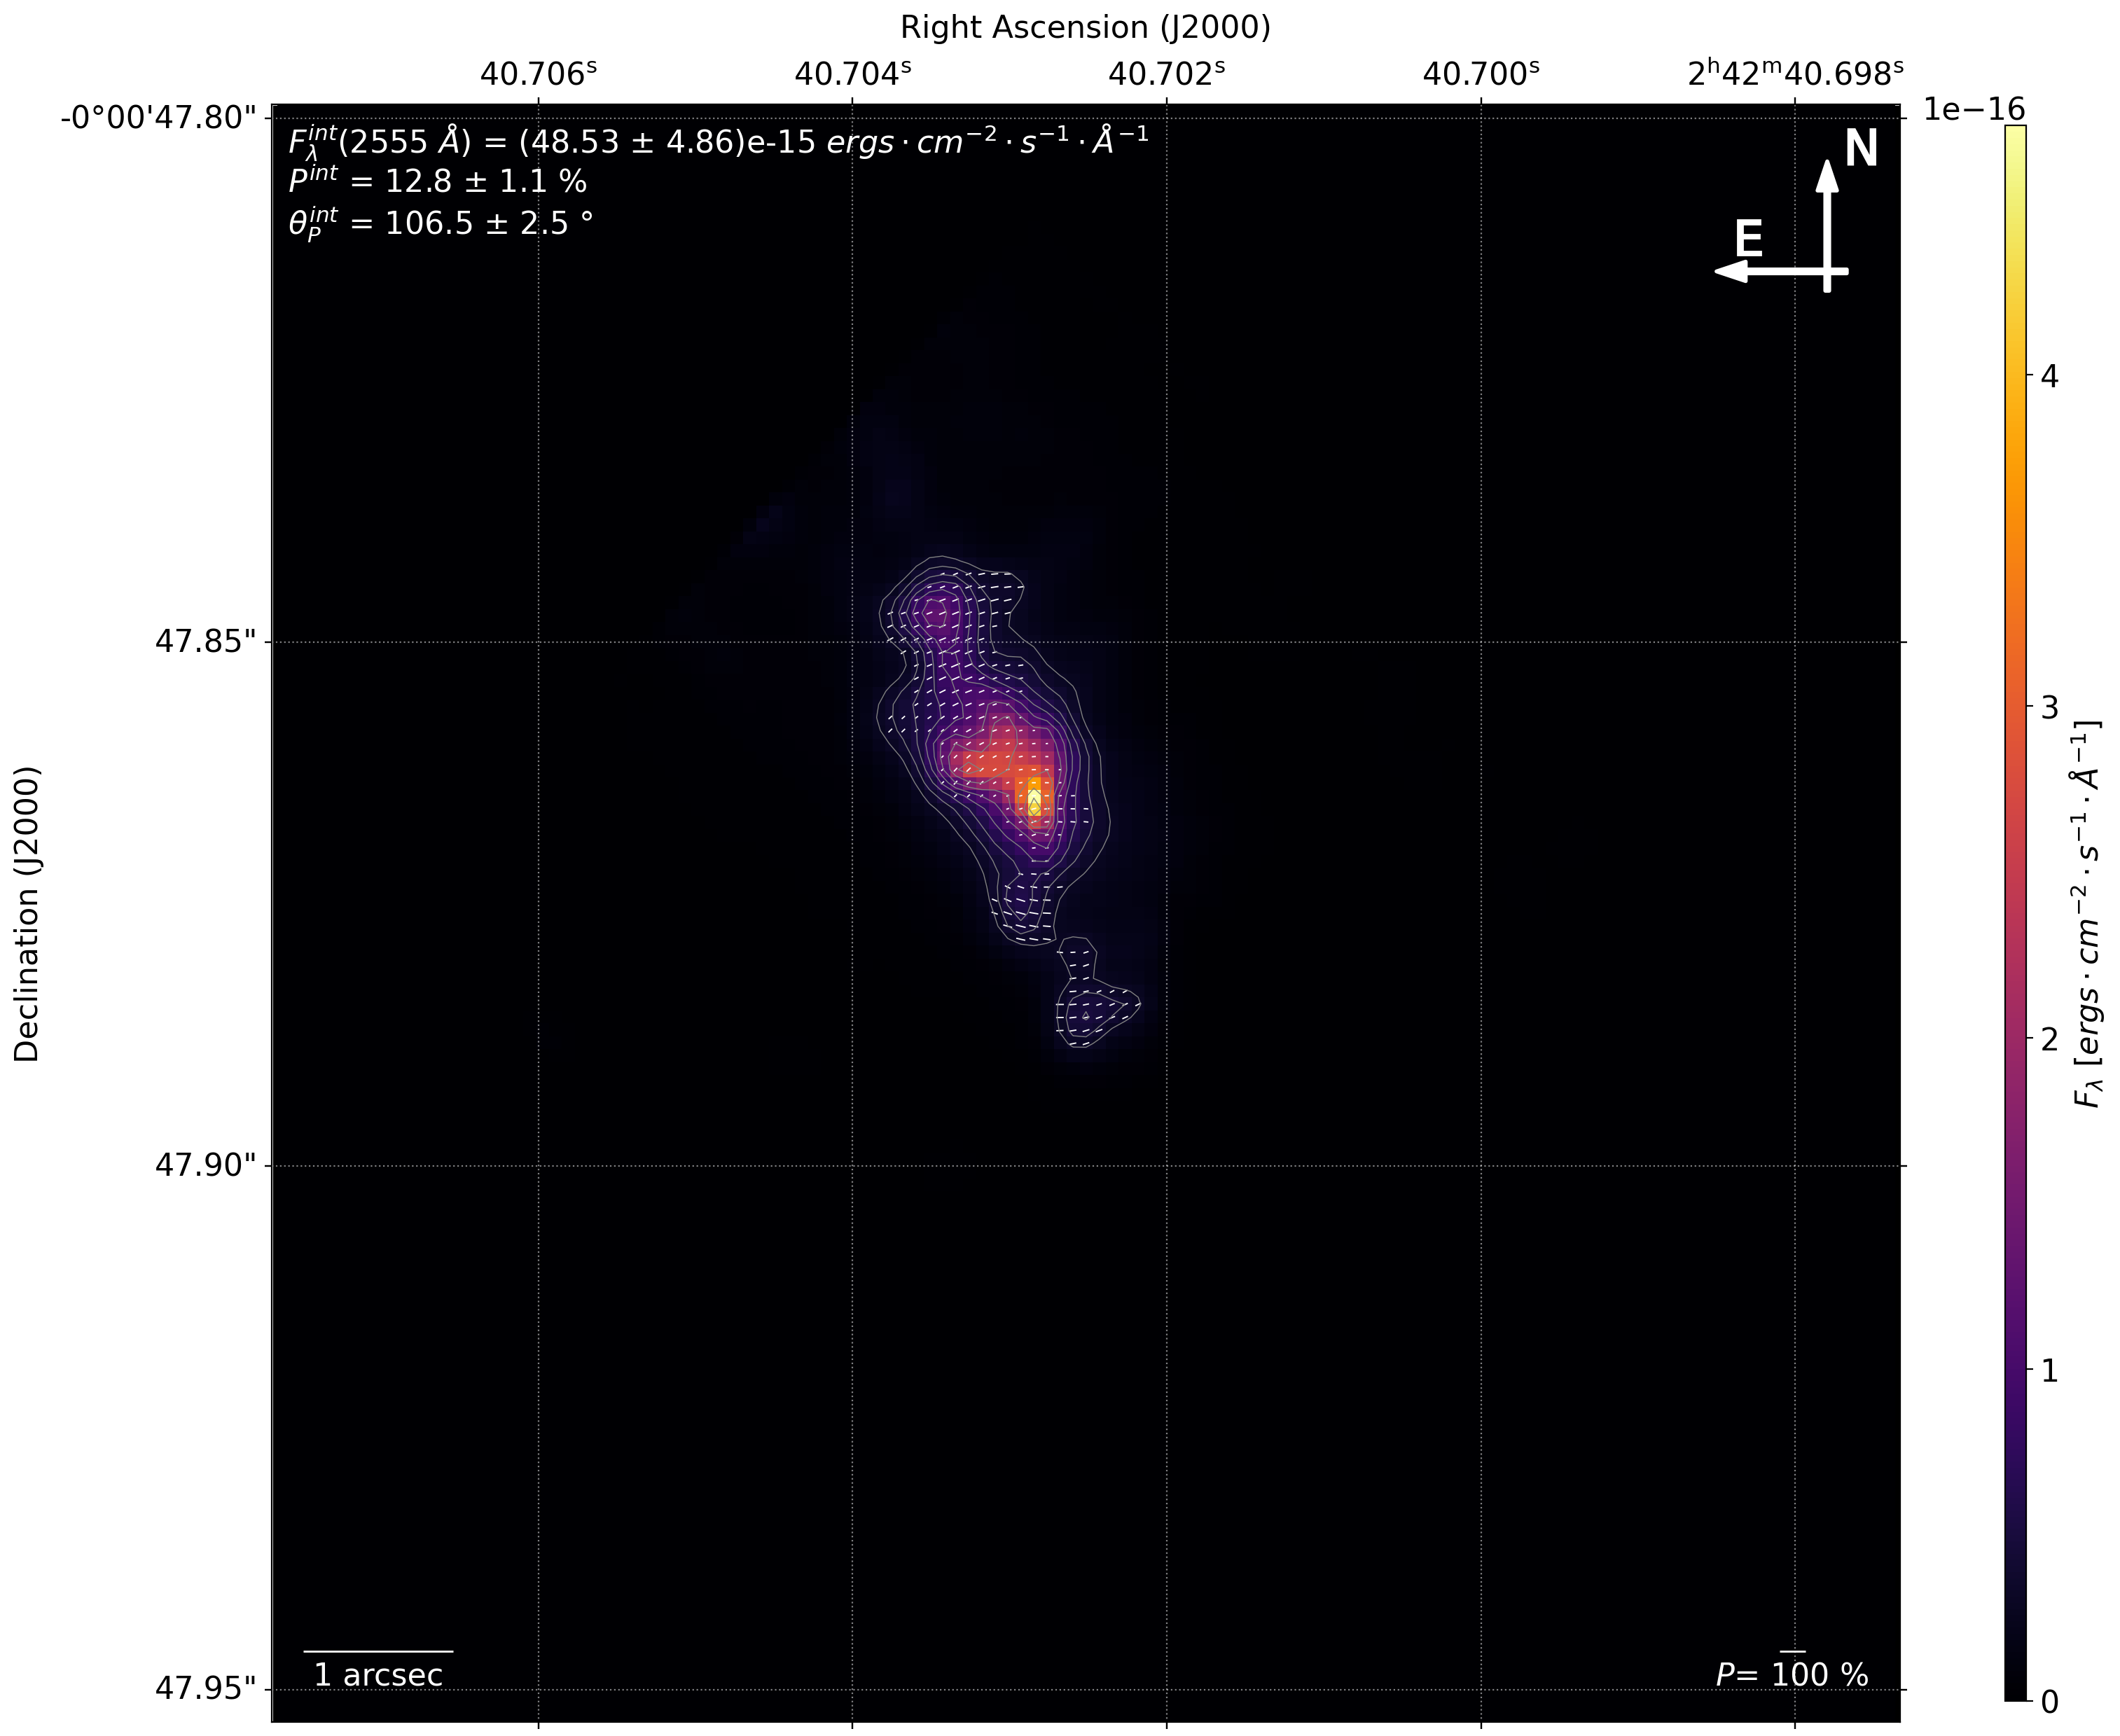 Right Ascension (J2000)
40.706ˢ 40.704ˢ 40.702ˢ 40.700ˢ 2ʰ42ᵐ40.698ˢ
-0°00'47.80"
1e−16
F_λ^int(2555 Å) = (48.53 ± 4.86)e-15 ergs · cm⁻² · s⁻¹ · Å⁻¹
P^int = 12.8 ± 1.1 %
θ_P^int = 106.5 ± 2.5 °
N
E
4
47.85"
3
F_λ [ergs · cm⁻² · s⁻¹ · Å⁻¹]
Declination (J2000)
2
47.90"
1
1 arcsec
P= 100 %
47.95"
0